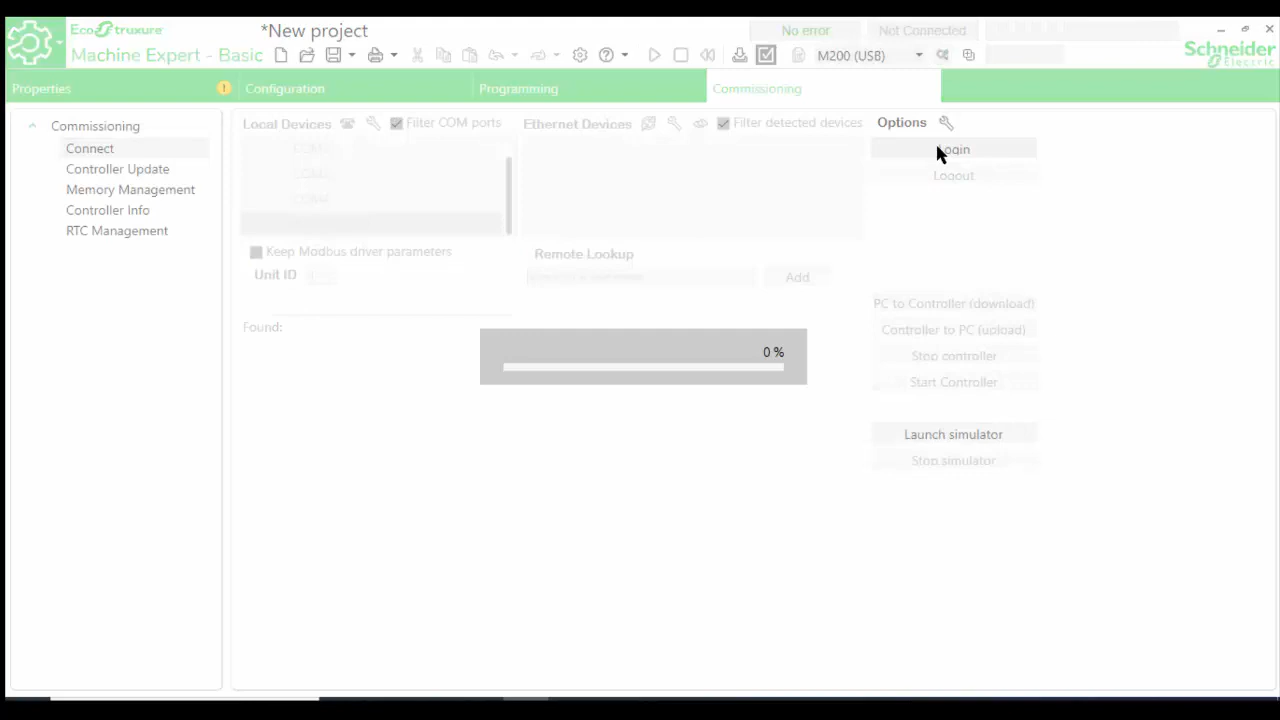 EcoStruxure
Machine Expert - Basic
*New project
No error
Not Connected
M200 (USB)
Schneider
Electric
Properties
Configuration
Programming
Commissioning
Commissioning
Connect
Controller Update
Memory Management
Controller Info
RTC Management
Local Devices
Filter COM ports
Ethernet Devices
Filter detected devices
Options
Login
Logout
Keep Modbus driver parameters
Unit ID
Remote Lookup
Add
Found:
0 %
PC to Controller (download)
Controller to PC (upload)
Stop controller
Start Controller
Launch simulator
Stop simulator